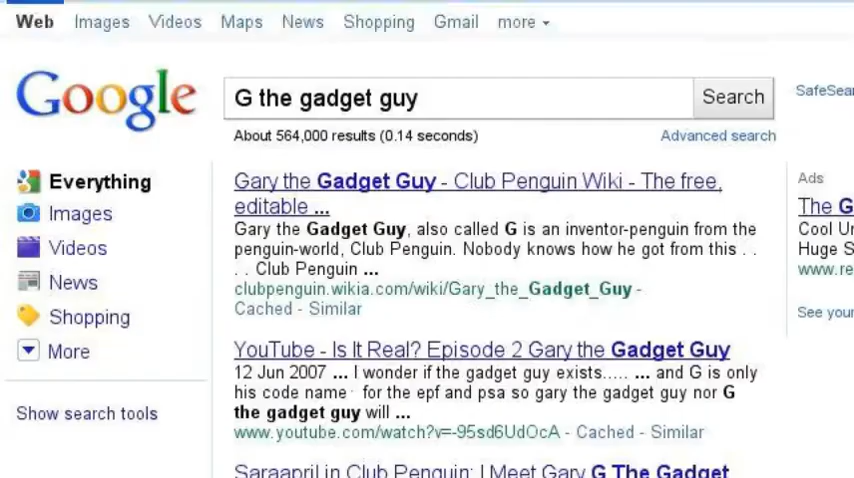 Web Images Videos Maps News Shopping Gmail more
Google
G the gadget guy
Search
SafeSear
About 564,000 results (0.14 seconds)
Advanced search
Everything
Images
Videos
News
Shopping
More
Show search tools
Gary the Gadget Guy - Club Penguin Wiki - The free,
editable ...
Gary the Gadget Guy, also called G is an inventor-penguin from the
penguin-world, Club Penguin. Nobody knows how he got from this . .
. . Club Penguin ...
clubpenguin.wikia.com/wiki/Gary_the_Gadget_Guy -
Cached - Similar
YouTube - Is It Real? Episode 2 Gary the Gadget Guy
12 Jun 2007 ... I wonder if the gadget guy exists..... ... and G is only
his code name for the epf and psa so gary the gadget guy nor G
the gadget guy will ...
www.youtube.com/watch?v=-95sd6UdOcA - Cached - Similar
Saraapril in Club Penguin: I Meet Gary G The Gadget
Ads
The G
Cool Un
Huge S
www.re
See your